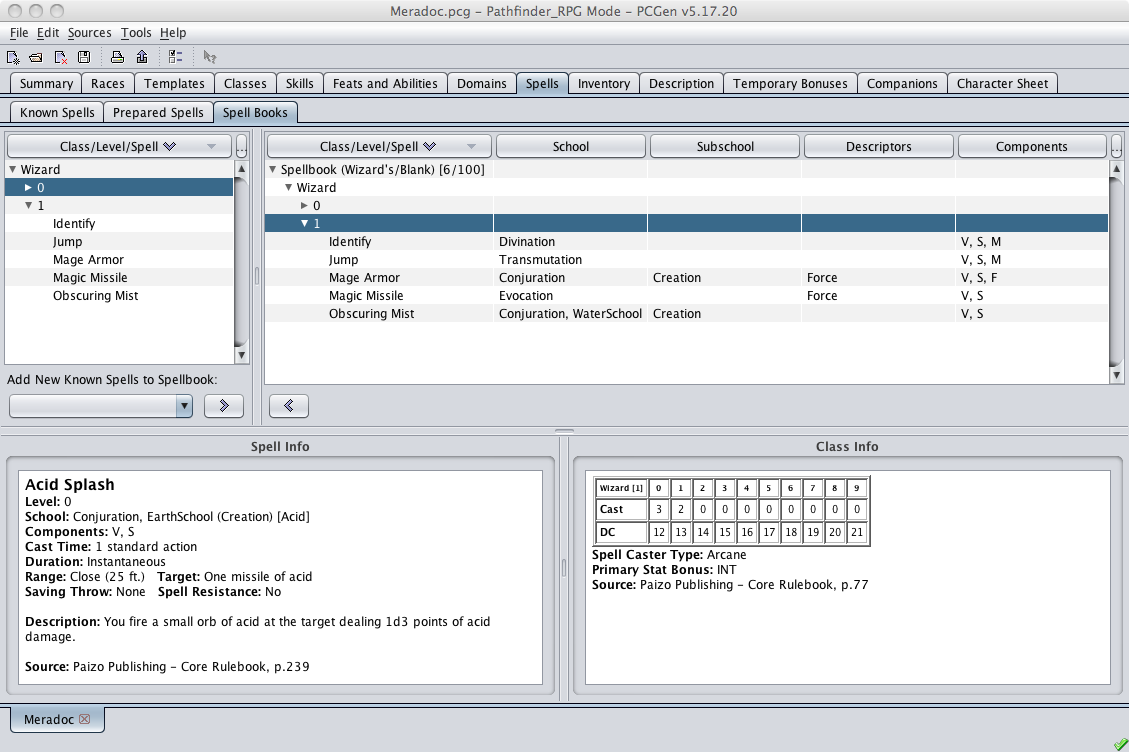 Meradoc.pcg – Pathfinder_RPG Mode – PCGen v5.17.20
File Edit Sources Tools Help
Summary Races Templates Classes Skills Feats and Abilities Domains Spells Inventory Description Temporary Bonuses Companions Character Sheet
Known Spells Prepared Spells Spell Books
Class/Level/Spell ...
Wizard
0
1
Identify
Jump
Mage Armor
Magic Missile
Obscuring Mist
Add New Known Spells to Spellbook:
Class/Level/Spell School Subschool Descriptors Components ...
Spellbook (Wizard's/Blank) [6/100]
Wizard
0
1
Identify Divination V, S, M
Jump Transmutation V, S, M
Mage Armor Conjuration Creation Force V, S, F
Magic Missile Evocation Force V, S
Obscuring Mist Conjuration, WaterSchool Creation V, S
Spell Info
Acid Splash
Level: 0
School: Conjuration, EarthSchool (Creation) [Acid]
Components: V, S
Cast Time: 1 standard action
Duration: Instantaneous
Range: Close (25 ft.) Target: One missile of acid
Saving Throw: None Spell Resistance: No
Description: You fire a small orb of acid at the target dealing 1d3 points of acid
damage.
Source: Paizo Publishing – Core Rulebook, p.239
Class Info
Wizard [1] 0 1 2 3 4 5 6 7 8 9
Cast 3 2 0 0 0 0 0 0 0 0
DC 12 13 14 15 16 17 18 19 20 21
Spell Caster Type: Arcane
Primary Stat Bonus: INT
Source: Paizo Publishing – Core Rulebook, p.77
Meradoc